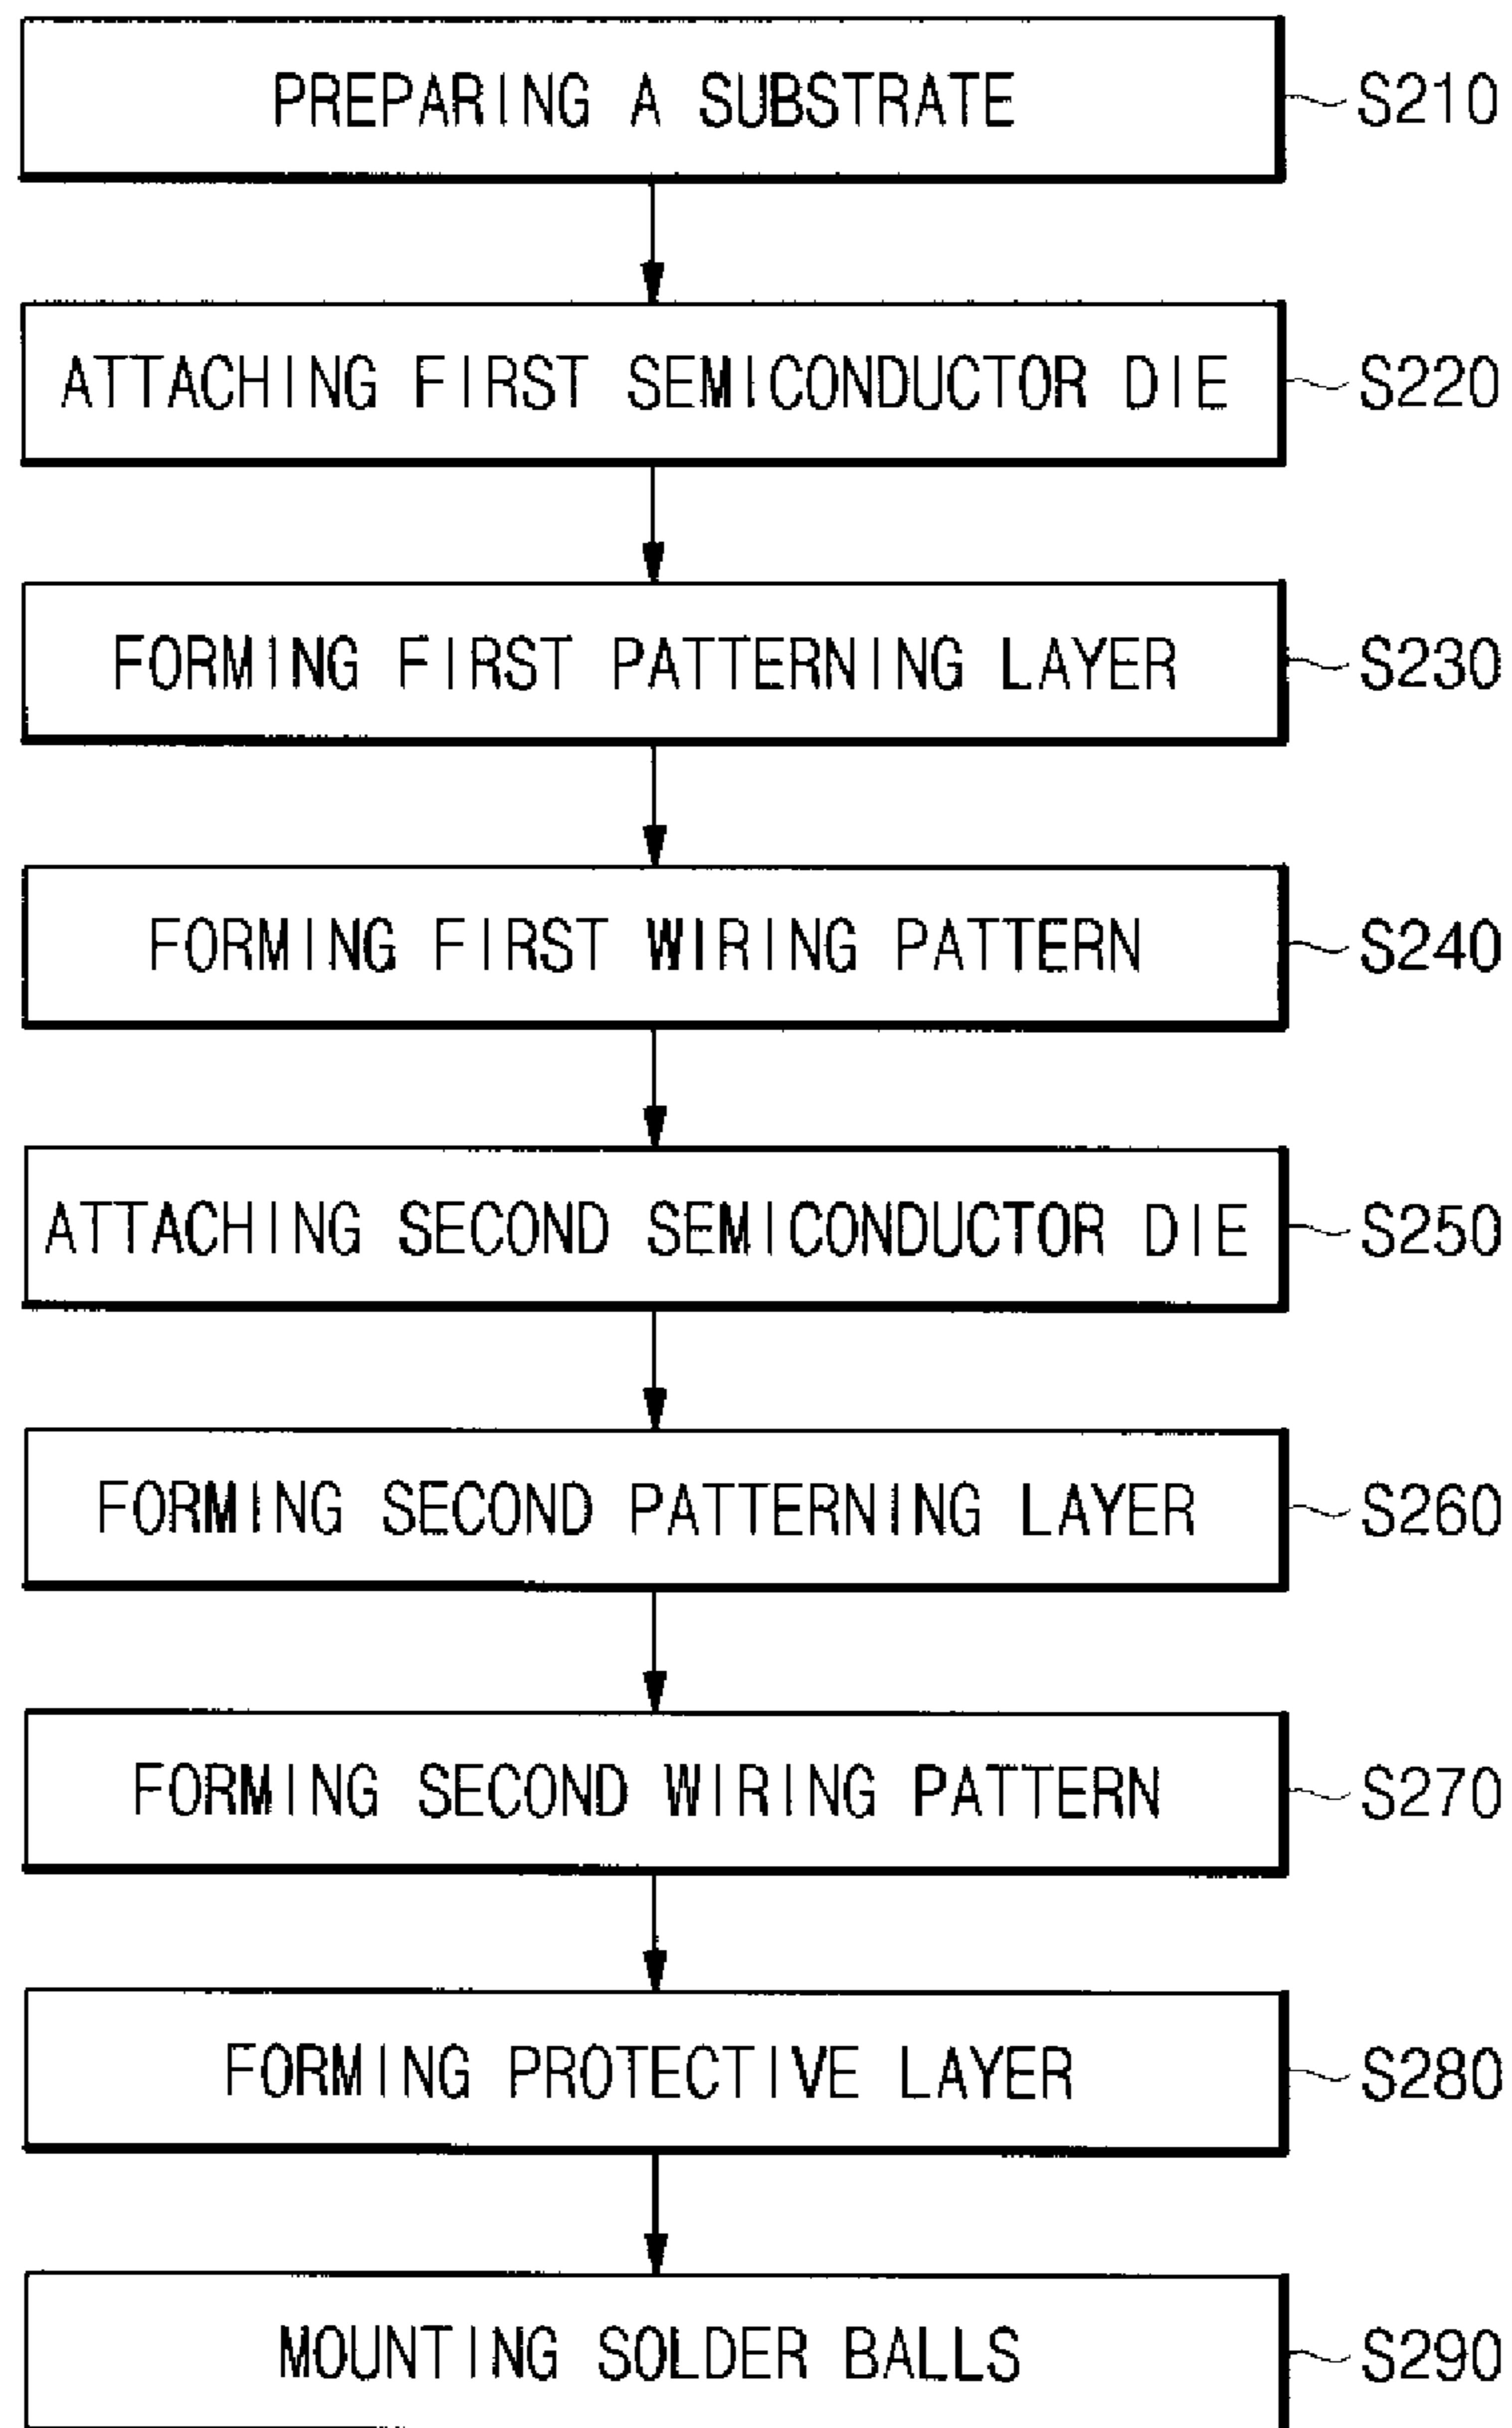 PREPARING A SUBSTRATE S210
ATTACHING FIRST SEMICONDUCTOR DIE S220
FORMING FIRST PATTERNING LAYER S230
FORMING FIRST WIRING PATTERN S240
ATTACHING SECOND SEMICONDUCTOR DIE S250
FORMING SECOND PATTERNING LAYER S260
FORMING SECOND WIRING PATTERN S270
FORMING PROTECTIVE LAYER S280
MOUNTING SOLDER BALLS S290